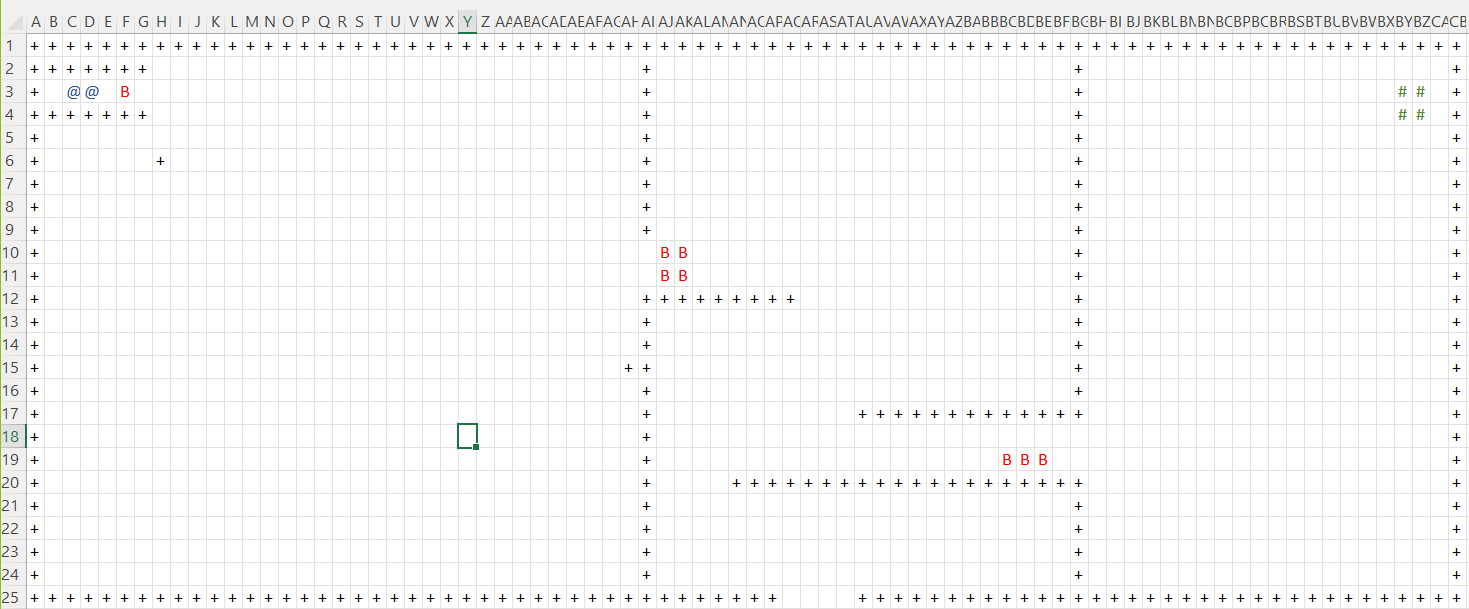 A B C D E F G H I J K L M N O P Q R S T U V W X Y Z AA AB AC AD AE AF AG AH AI AJ AK AL AM AN AO AP AQ AR AS AT AU AV AW AX AY AZ BA BB BC BD BE BF BG BH BI BJ BK BL BM BN BO BP BQ BR BS BT BU BV BW BX BY BZ CA CB
1 + + + + + + + + + + + + + + + + + + + + + + + + + + + + + + + + + + + + + + + + + + + + + + + + + + + + + + + + + + + + + + + + + + + + + + + + + + + + + + + +
2 + + + + + + + + + +
3 + @ @ B + + # # +
4 + + + + + + + + + # # +
5 + + + +
6 + + + + +
7 + + + +
8 + + + +
9 + + + +
10 + B B + +
11 + B B + +
12 + + + + + + + + + + + +
13 + + + +
14 + + + +
15 + + + + +
16 + + + +
17 + + + + + + + + + + + + + + + +
18 + + +
19 + + B B B +
20 + + + + + + + + + + + + + + + + + + + + + + +
21 + + + +
22 + + + +
23 + + + +
24 + + + +
25 + + + + + + + + + + + + + + + + + + + + + + + + + + + + + + + + + + + + + + + + + + + + + + + + + + + + + + + + + + + + + + + + + + + + + + + + + + + +